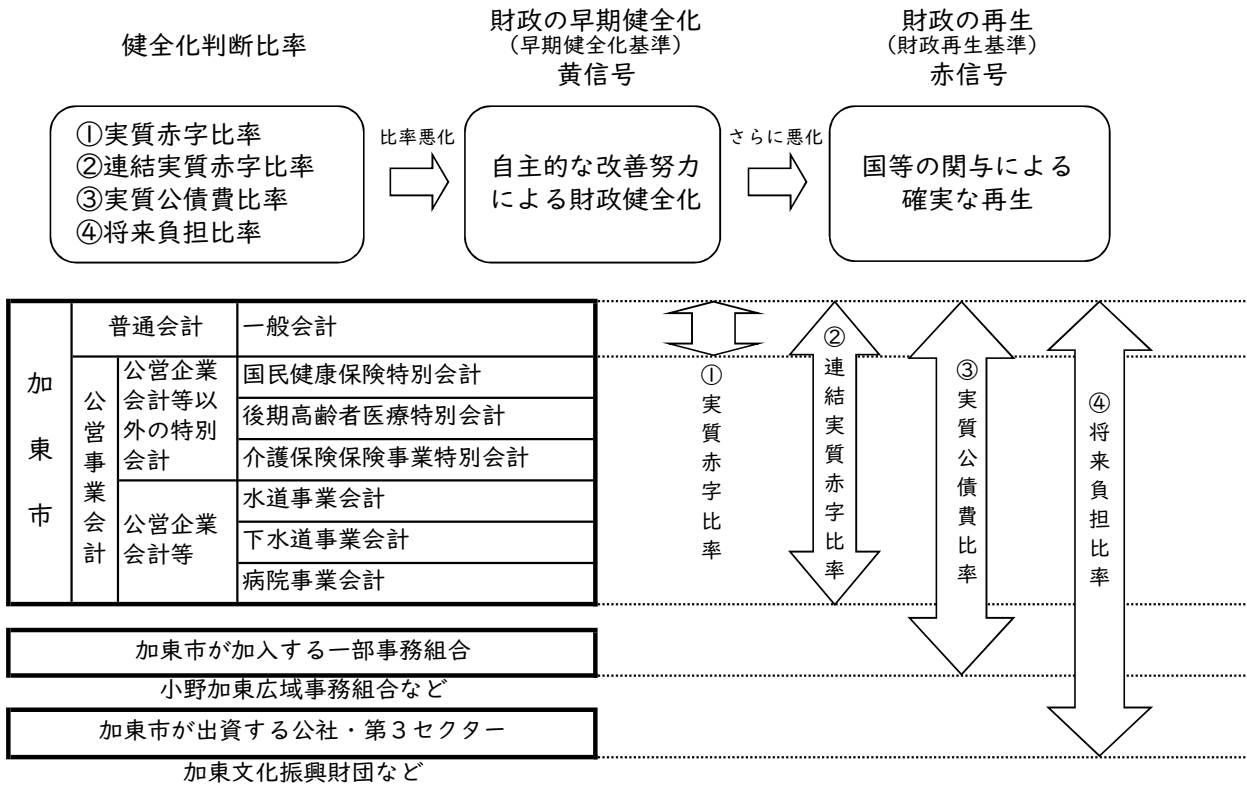 健全化判断比率
財政の早期健全化
（早期健全化基準）
黄信号
財政の再生
（財政再生基準）
赤信号
①実質赤字比率
②連結実質赤字比率
③実質公債費比率
④将来負担比率
比率悪化
自主的な改善努力
による財政健全化
さらに悪化
国等の関与による
確実な再生
加東市
普通会計
一般会計
公営事業会計
公営企業
会計等以
外の特別
会計
国民健康保険特別会計
後期高齢者医療特別会計
介護保険保険事業特別会計
公営企業
会計等
水道事業会計
下水道事業会計
病院事業会計
①実質赤字比率
②連結実質赤字比率
③実質公債費比率
④将来負担比率
加東市が加入する一部事務組合
小野加東広域事務組合など
加東市が出資する公社・第３セクター
加東文化振興財団など